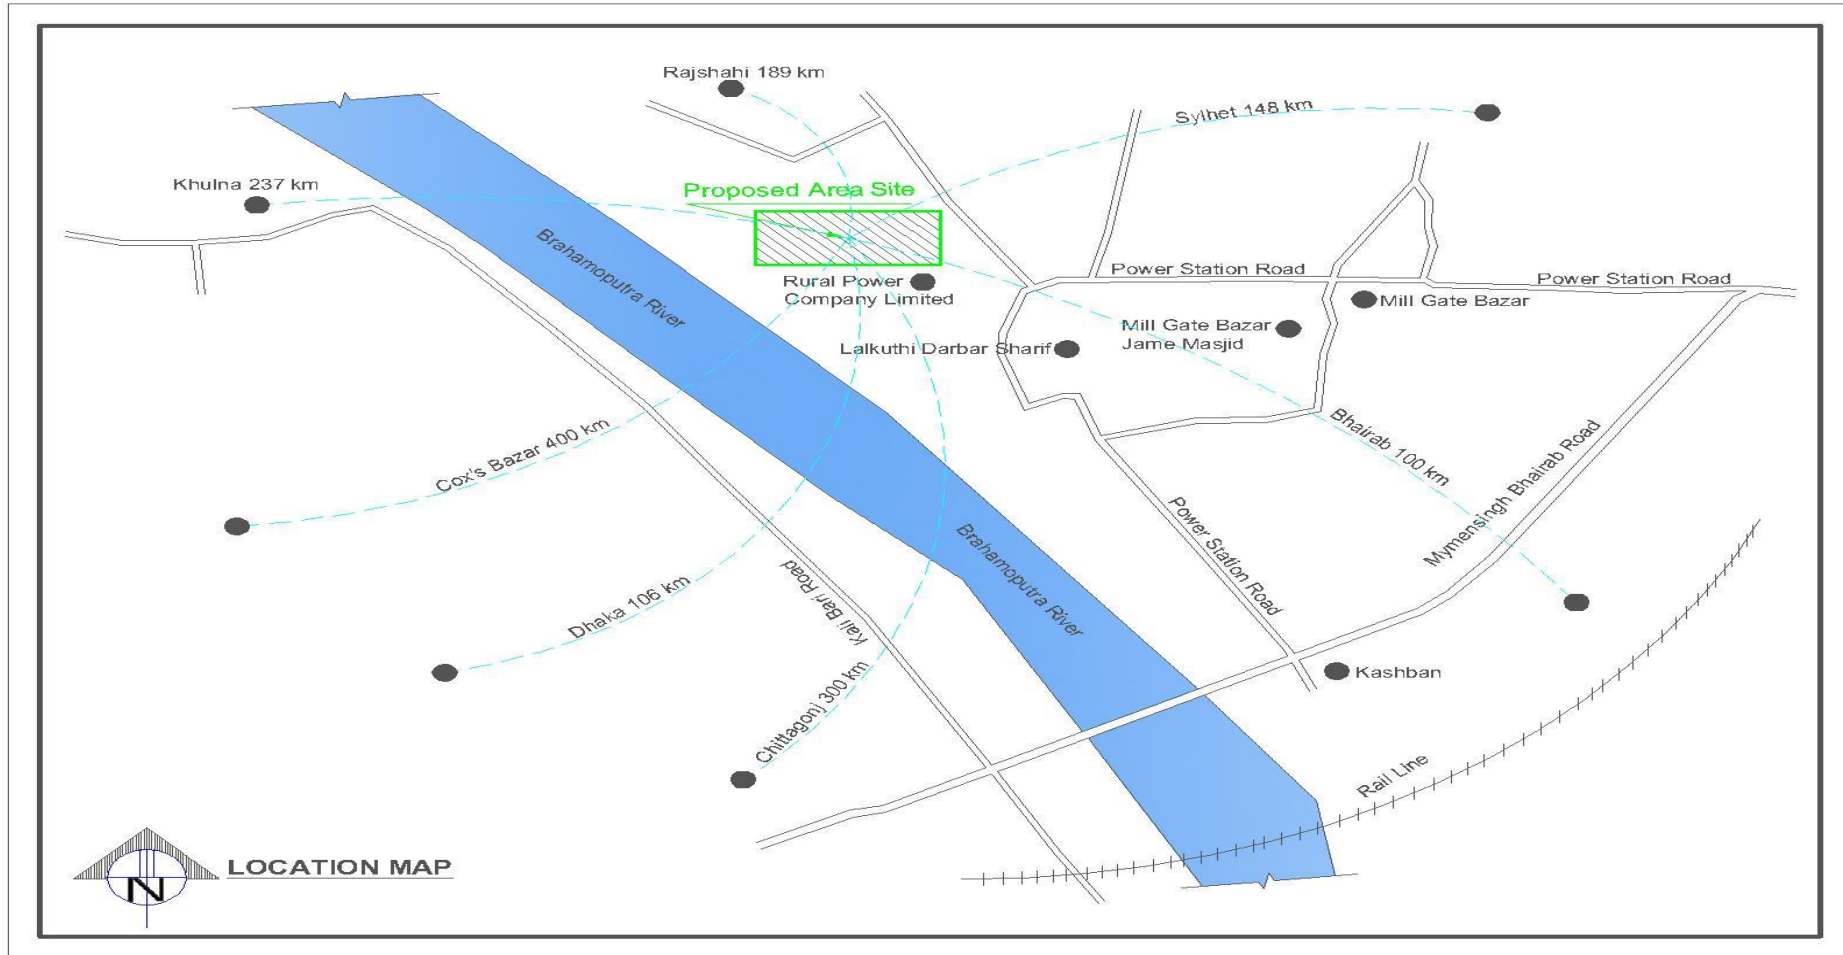 Rajshahi 189 km
Sylhet 148 km
Khulna 237 km
Proposed Area Site
Brahamoputra River
Rural Power
Company Limited
Power Station Road
Power Station Road
Mill Gate Bazar
Mill Gate Bazar
Jame Masjid
Lalkuthi Darbar Sharif
Cox's Bazar 400 km
Bhairab 100 km
Mymensingh Bhairab Road
Power Station Road
Brahamoputra River
Dhaka 106 km
Kali Bari Road
Chittagonj 300 km
Kashban
Rail Line
N
LOCATION MAP